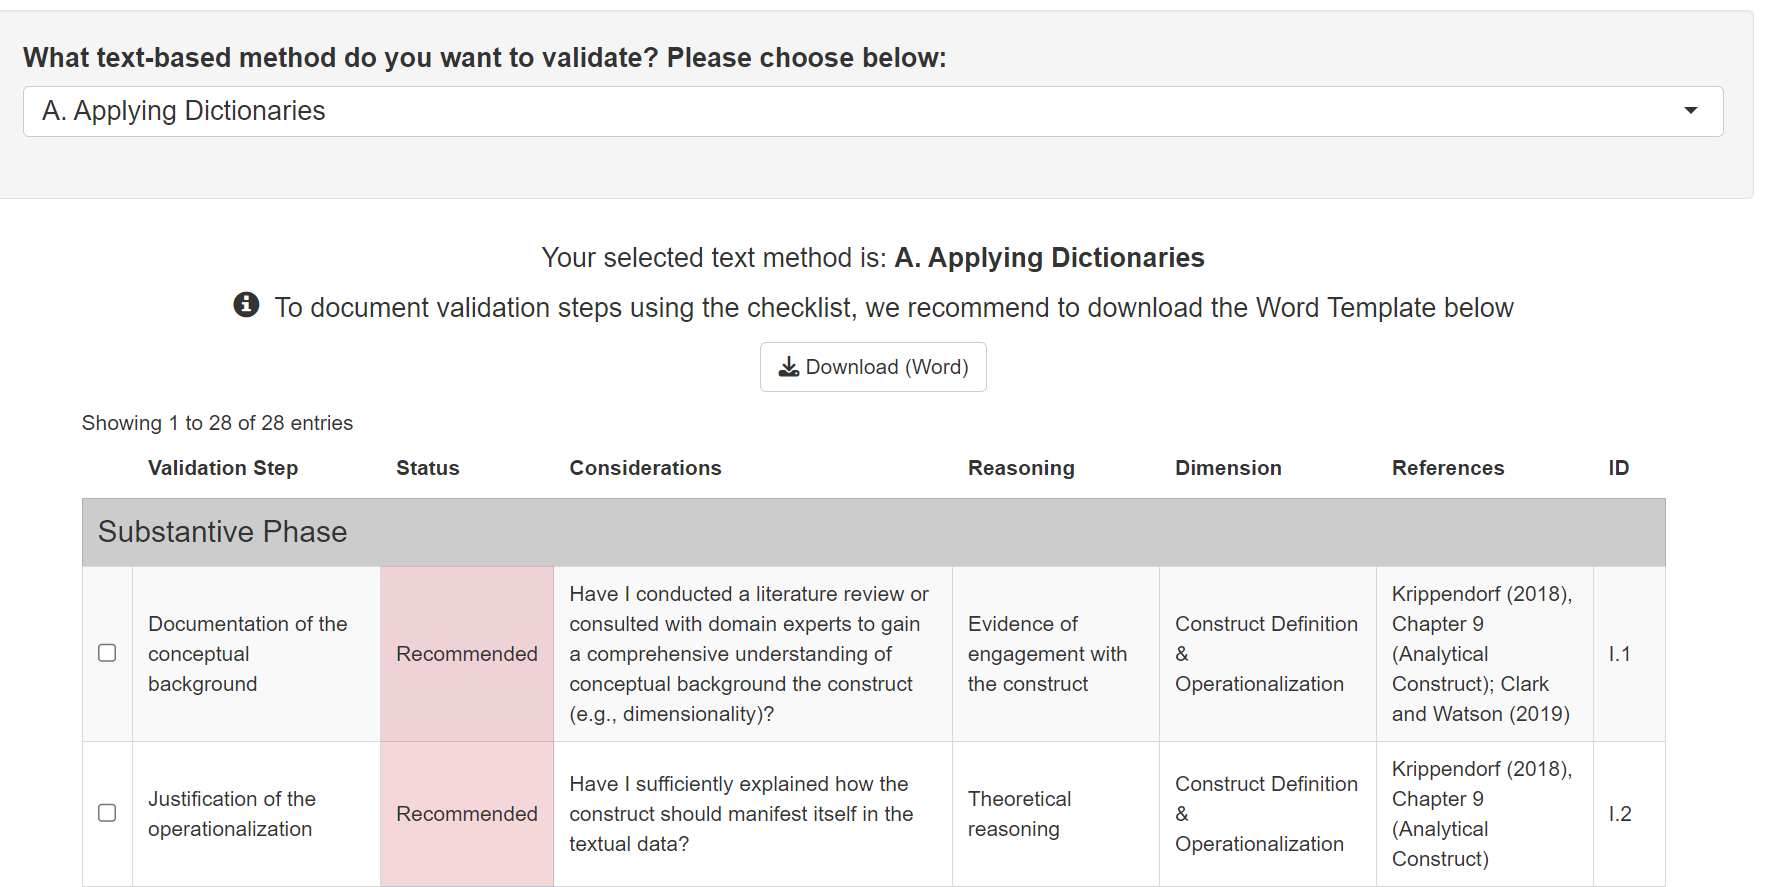 What text-based method do you want to validate? Please choose below:
A. Applying Dictionaries
Your selected text method is: A. Applying Dictionaries
To document validation steps using the checklist, we recommend to download the Word Template below
Download (Word)
Showing 1 to 28 of 28 entries
Validation Step Status Considerations Reasoning Dimension References ID
Substantive Phase
Documentation of the
conceptual
background
Recommended
Have I conducted a literature review or
consulted with domain experts to gain
a comprehensive understanding of
conceptual background the construct
(e.g., dimensionality)?
Evidence of
engagement with
the construct
Construct Definition
&
Operationalization
Krippendorf (2018),
Chapter 9
(Analytical
Construct); Clark
and Watson (2019)
I.1
Justification of the
operationalization
Recommended
Have I sufficiently explained how the
construct should manifest itself in the
textual data?
Theoretical
reasoning
Construct Definition
&
Operationalization
Krippendorf (2018),
Chapter 9
(Analytical
Construct)
I.2